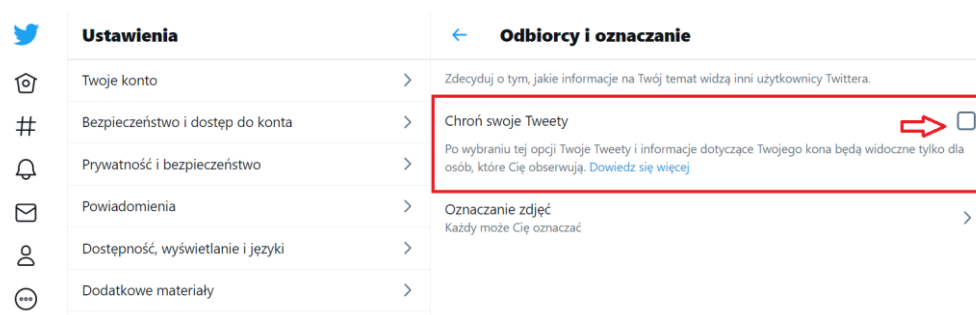 Ustawienia
Twoje konto
Bezpieczeństwo i dostęp do konta
Prywatność i bezpieczeństwo
Powiadomienia
Dostępność, wyświetlanie i języki
Dodatkowe materiały
Odbiorcy i oznaczanie
Zdecyduj o tym, jakie informacje na Twój temat widzą inni użytkownicy Twittera.
Chroń swoje Tweety
Po wybraniu tej opcji Twoje Tweety i informacje dotyczące Twojego kona będą widoczne tylko dla
osób, które Cię obserwują. Dowiedz się więcej
Oznaczanie zdjęć
Każdy może Cię oznaczać